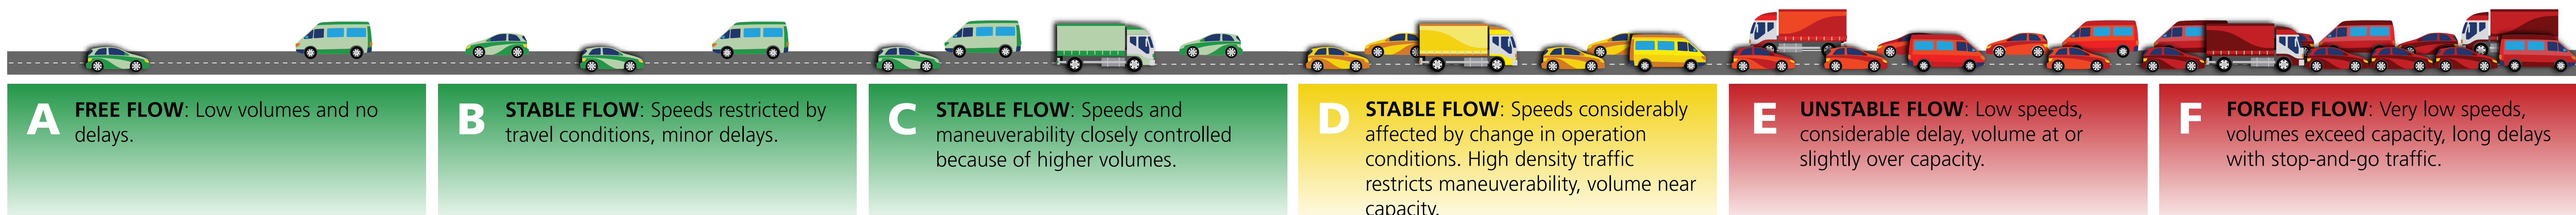 A
FREE FLOW: Low volumes and no
delays.
B
STABLE FLOW: Speeds restricted by
travel conditions, minor delays.
C
STABLE FLOW: Speeds and
maneuverability closely controlled
because of higher volumes.
D
STABLE FLOW: Speeds considerably
affected by change in operation
conditions. High density traffic
restricts maneuverability, volume near
capacity.
E
UNSTABLE FLOW: Low speeds,
considerable delay, volume at or
slightly over capacity.
F
FORCED FLOW: Very low speeds,
volumes exceed capacity, long delays
with stop-and-go traffic.